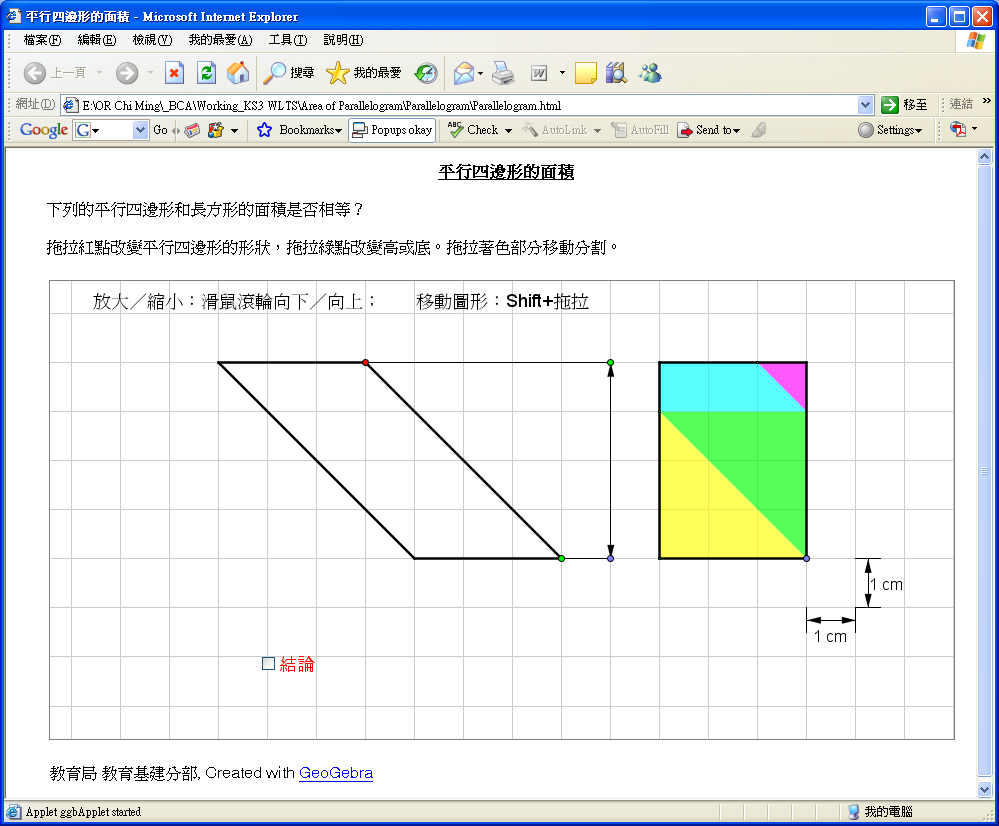 平行四邊形的面積 - Microsoft Internet Explorer
檔案(F) 編輯(E) 檢視(V) 我的最愛(A) 工具(T) 說明(H)
上一頁 搜尋 我的最愛
網址(D) E:\OR Chi Ming\_BCA\Working_KS3 WLTS\Area of Parallelogram\Parallelogram\Parallelogram.html 移至 連結 »
Google G Go Bookmarks Popups okay ABC Check AutoLink AutoFill Send to Settings
平行四邊形的面積
下列的平行四邊形和長方形的面積是否相等？
拖拉紅點改變平行四邊形的形狀，拖拉綠點改變高或底。拖拉著色部分移動分割。
放大／縮小：滑鼠滾輪向下／向上； 移動圖形：Shift+拖拉
1 cm
1 cm
結論
教育局 教育基建分部, Created with GeoGebra
Applet ggbApplet started 我的電腦